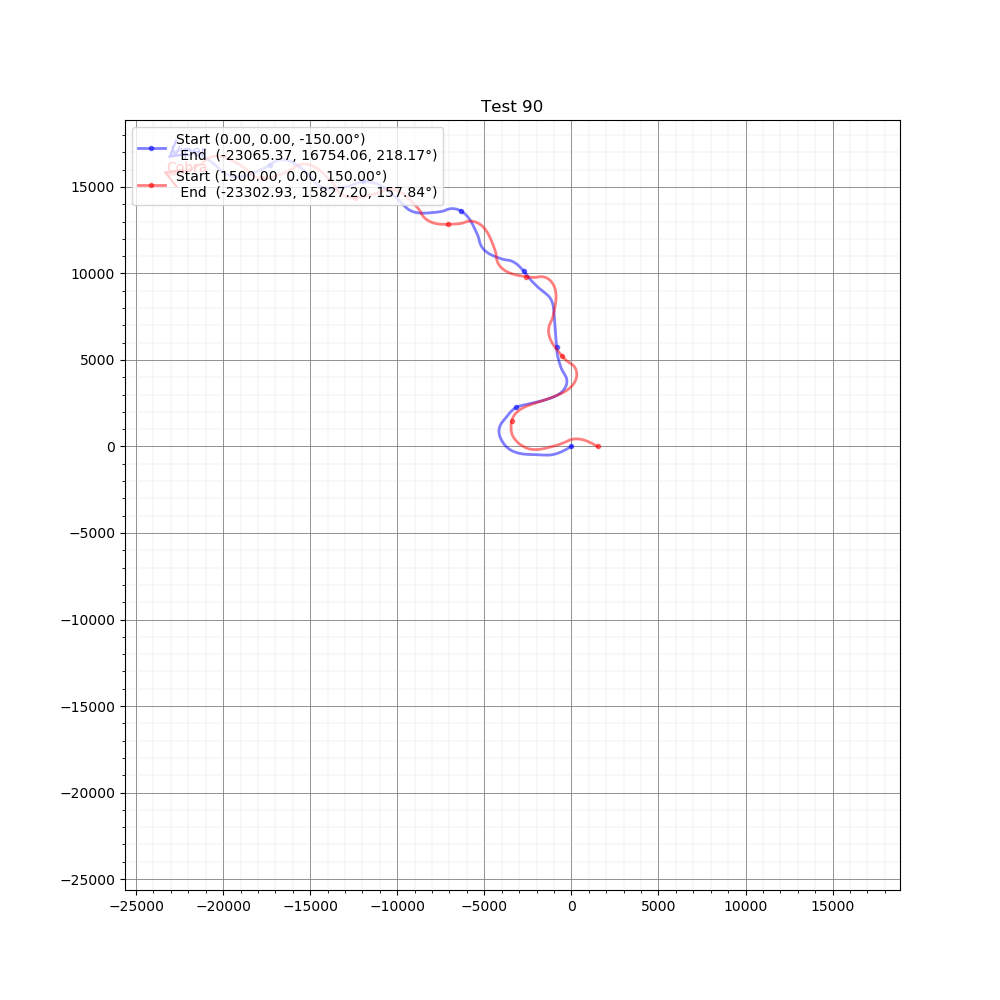 Test 90
Start (0.00, 0.00, -150.00°)
End (-23065.37, 16754.06, 218.17°)
Cobra
Start (1500.00, 0.00, 150.00°)
End (-23302.93, 15827.20, 157.84°)
15000
10000
5000
0
−5000
−10000
−15000
−20000
−25000
−25000 −20000 −15000 −10000 −5000 0 5000 10000 15000